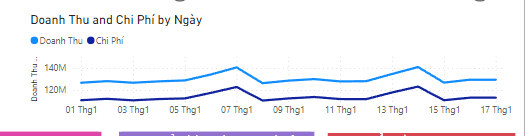 Doanh Thu and Chi Phí by Ngày
Doanh Thu Chi Phí
Doanh Thu ...
140M
120M
01 Thg1 03 Thg1 05 Thg1 07 Thg1 09 Thg1 11 Thg1 13 Thg1 15 Thg1 17 Thg1